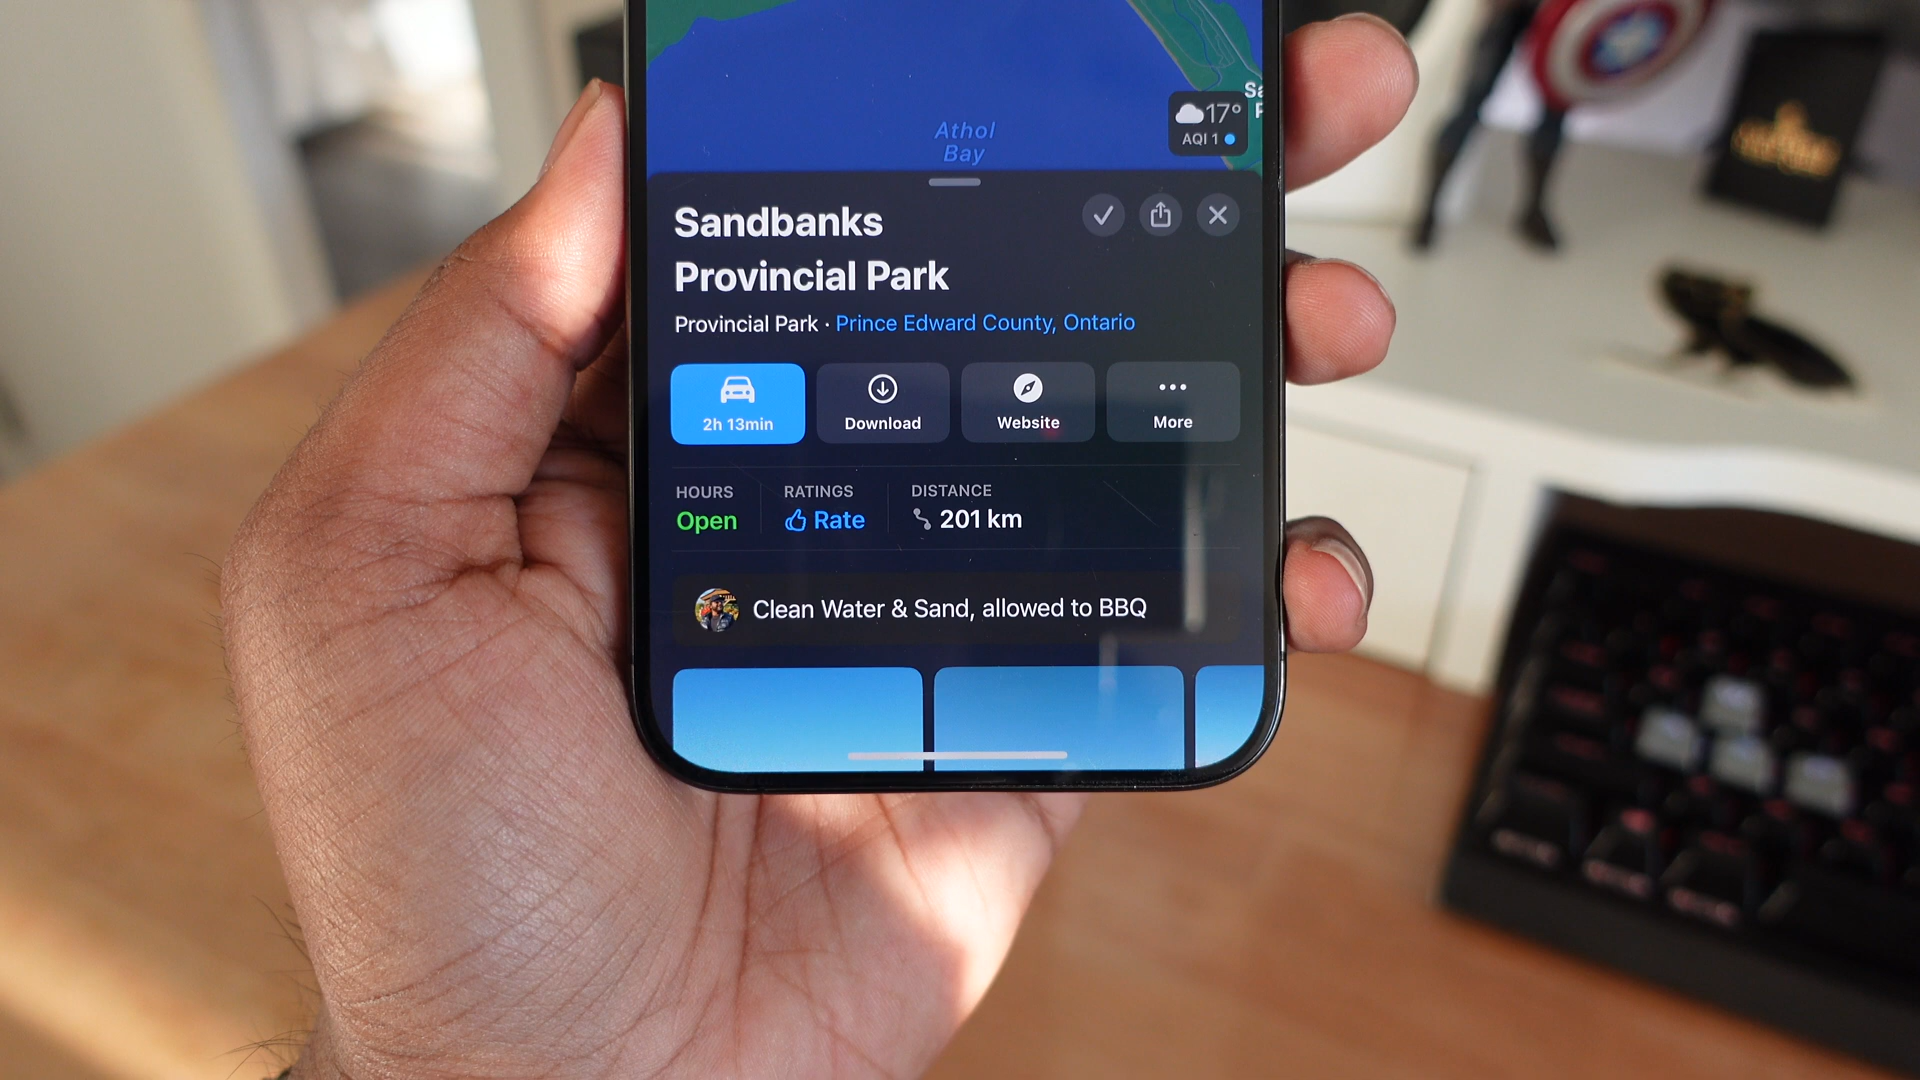 Athol
Bay
17°
AQI 1
Sandbanks
Provincial Park
Provincial Park · Prince Edward County, Ontario
2h 13min
Download
Website
More
HOURS
Open
RATINGS
Rate
DISTANCE
201 km
Clean Water & Sand, allowed to BBQ